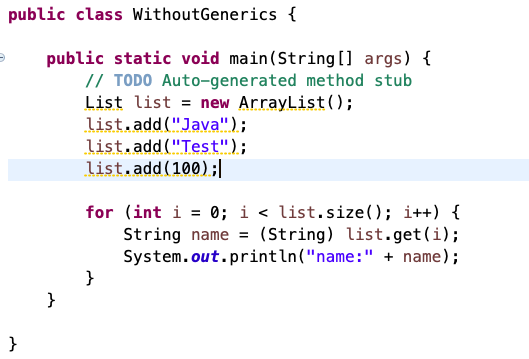 public class WithoutGenerics {
public static void main(String[] args) {
// TODO Auto-generated method stub
List list = new ArrayList();
list.add("Java");
list.add("Test");
list.add(100);
for (int i = 0; i < list.size(); i++) {
String name = (String) list.get(i);
System.out.println("name:" + name);
}
}
}